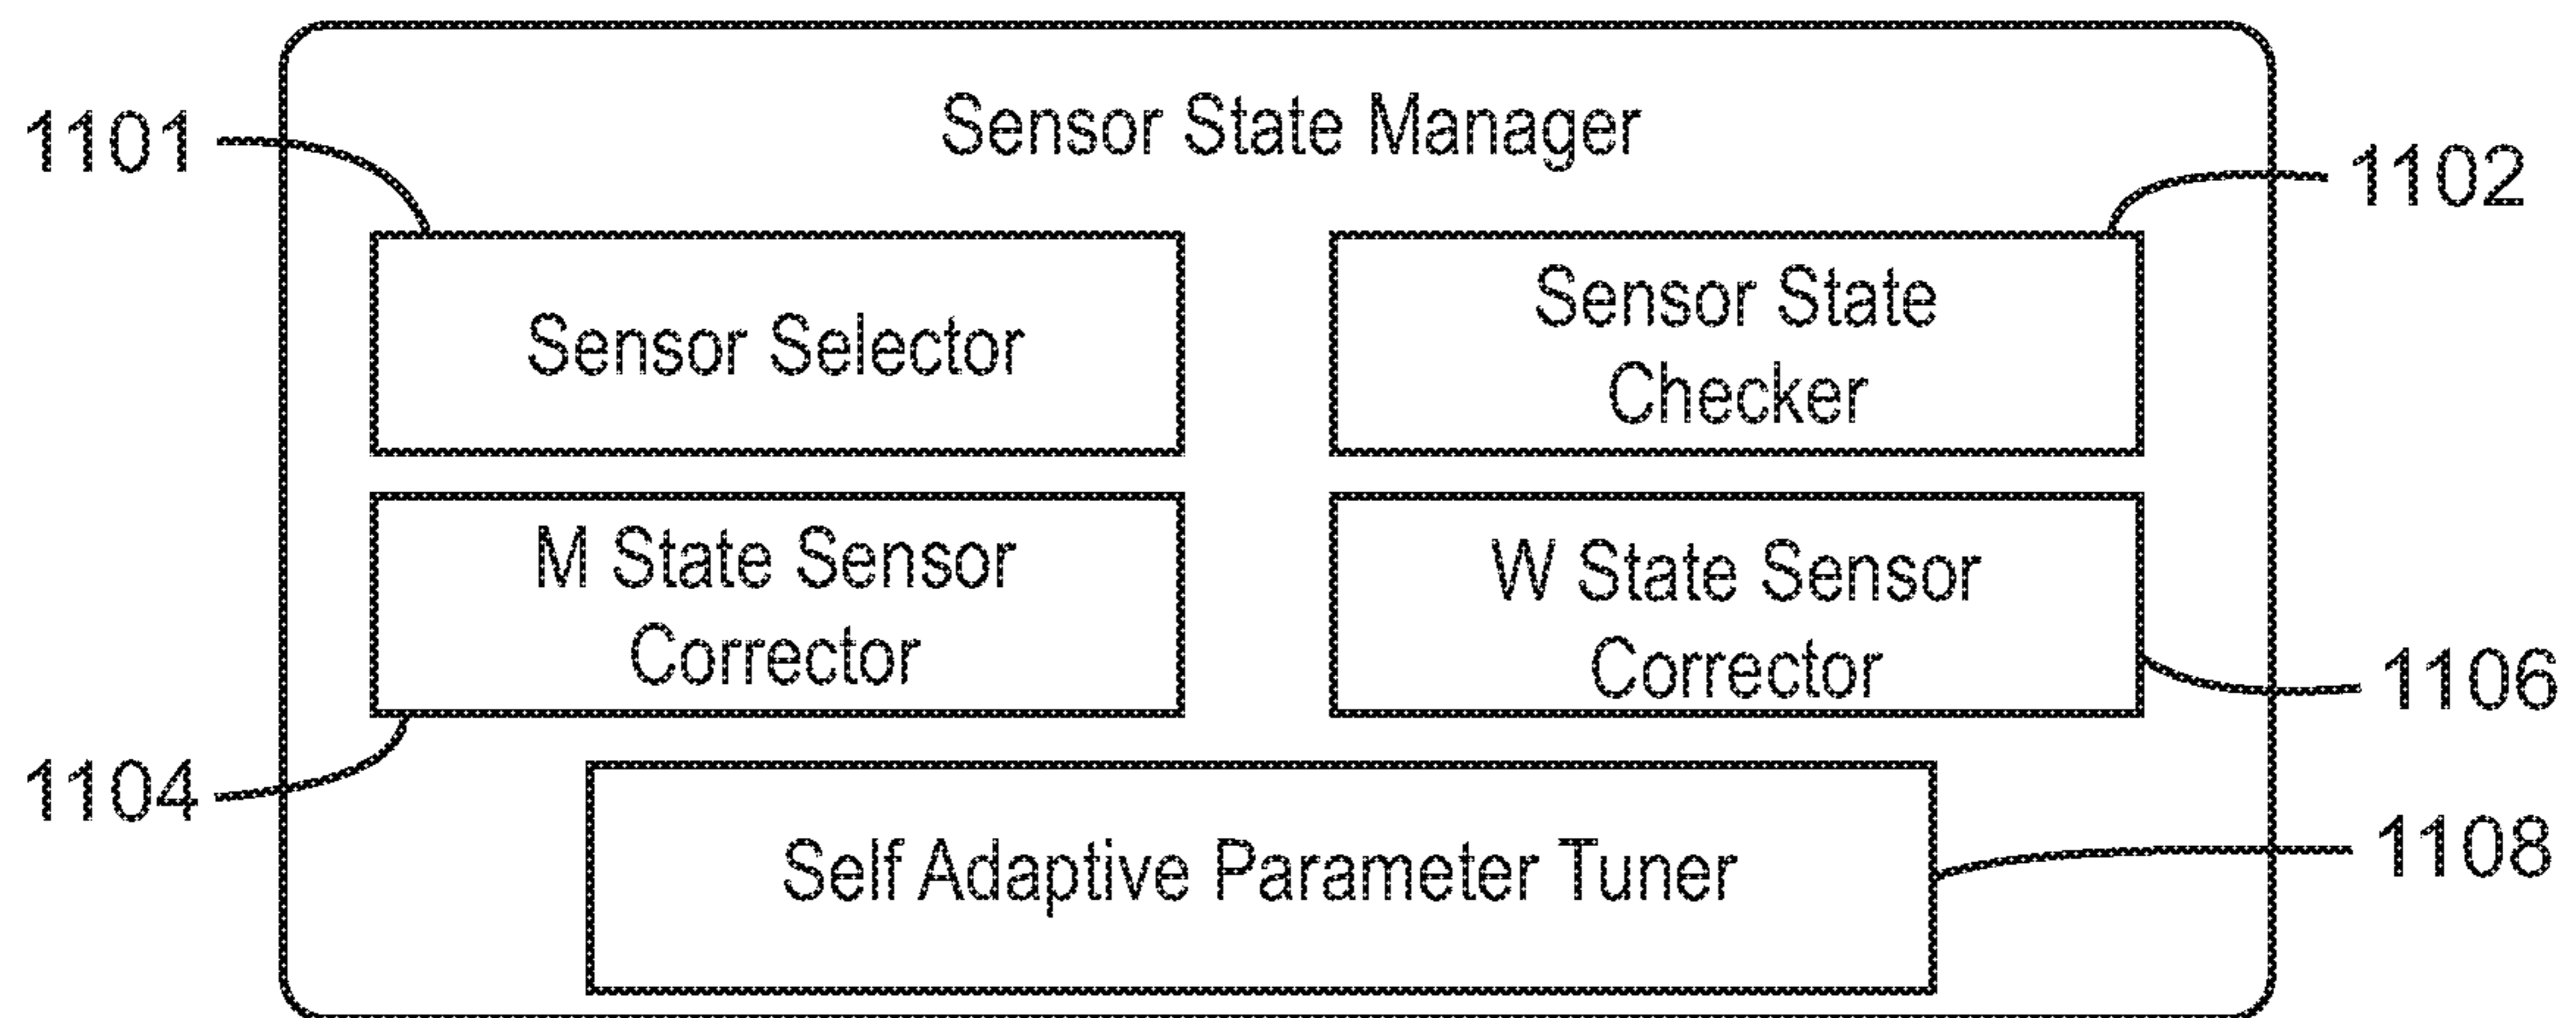 Sensor State Manager
1101
1102
Sensor Selector
Sensor State
Checker
M State Sensor
Corrector
W State Sensor
Corrector
1106
1104
Self Adaptive Parameter Tuner
1108